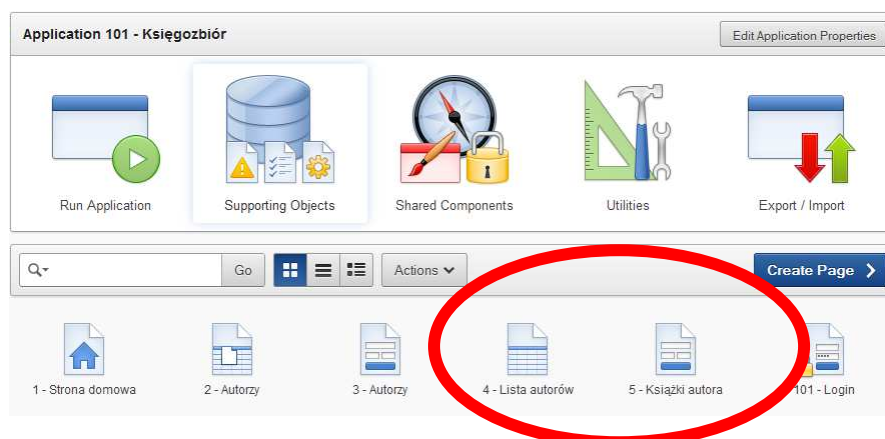 Application 101 - Księgozbiór
Edit Application Properties
Run Application
Supporting Objects
Shared Components
Utilities
Export / Import
Go
Actions
Create Page
1 - Strona domowa
2 - Autorzy
3 - Autorzy
4 - Lista autorów
5 - Książki autora
101 - Login